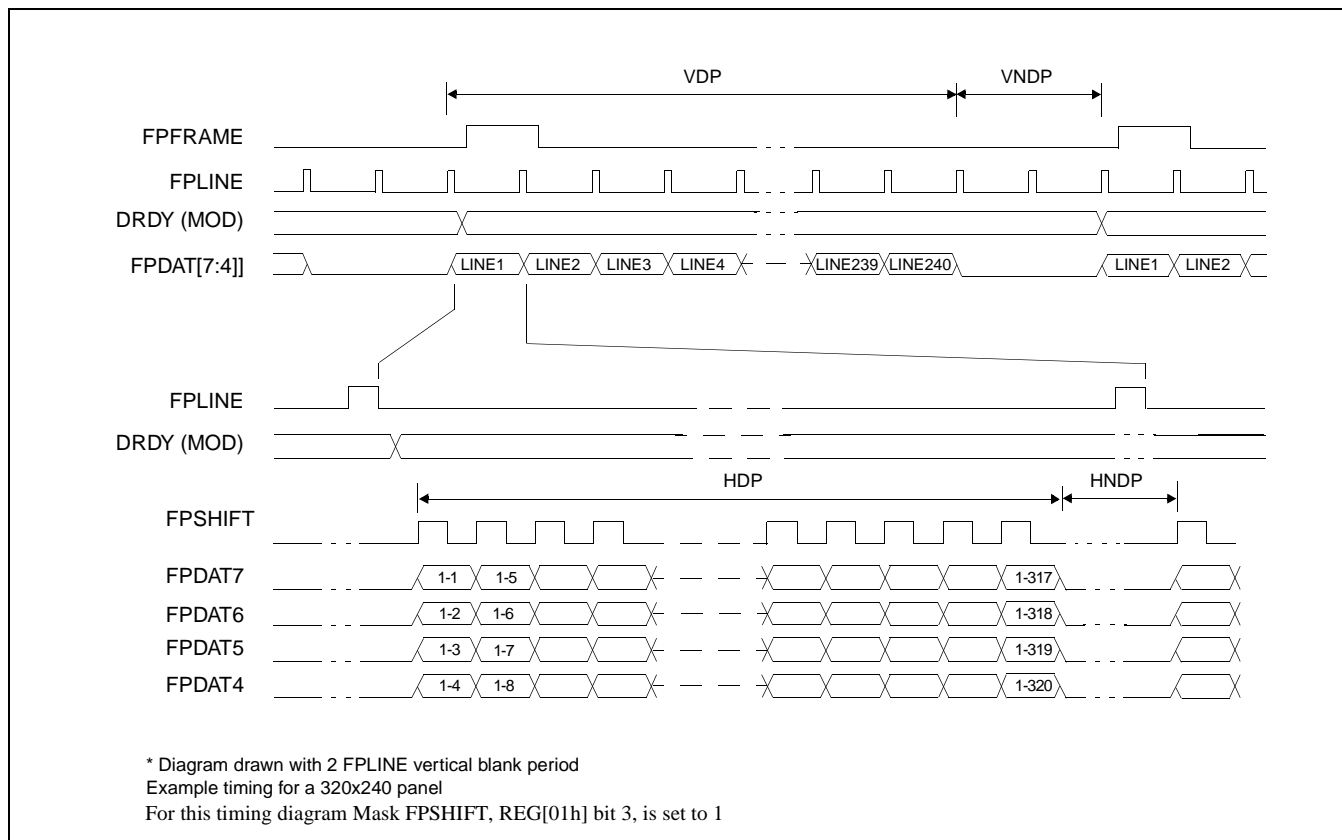 VDP VNDP
FPFRAME
FPLINE
DRDY (MOD)
FPDAT[7:4]] LINE1 LINE2 LINE3 LINE4 LINE239 LINE240 LINE1 LINE2
FPLINE
DRDY (MOD)
HDP HNDP
FPSHIFT
FPDAT7 1-1 1-5 1-317
FPDAT6 1-2 1-6 1-318
FPDAT5 1-3 1-7 1-319
FPDAT4 1-4 1-8 1-320
* Diagram drawn with 2 FPLINE vertical blank period
Example timing for a 320x240 panel
For this timing diagram Mask FPSHIFT, REG[01h] bit 3, is set to 1